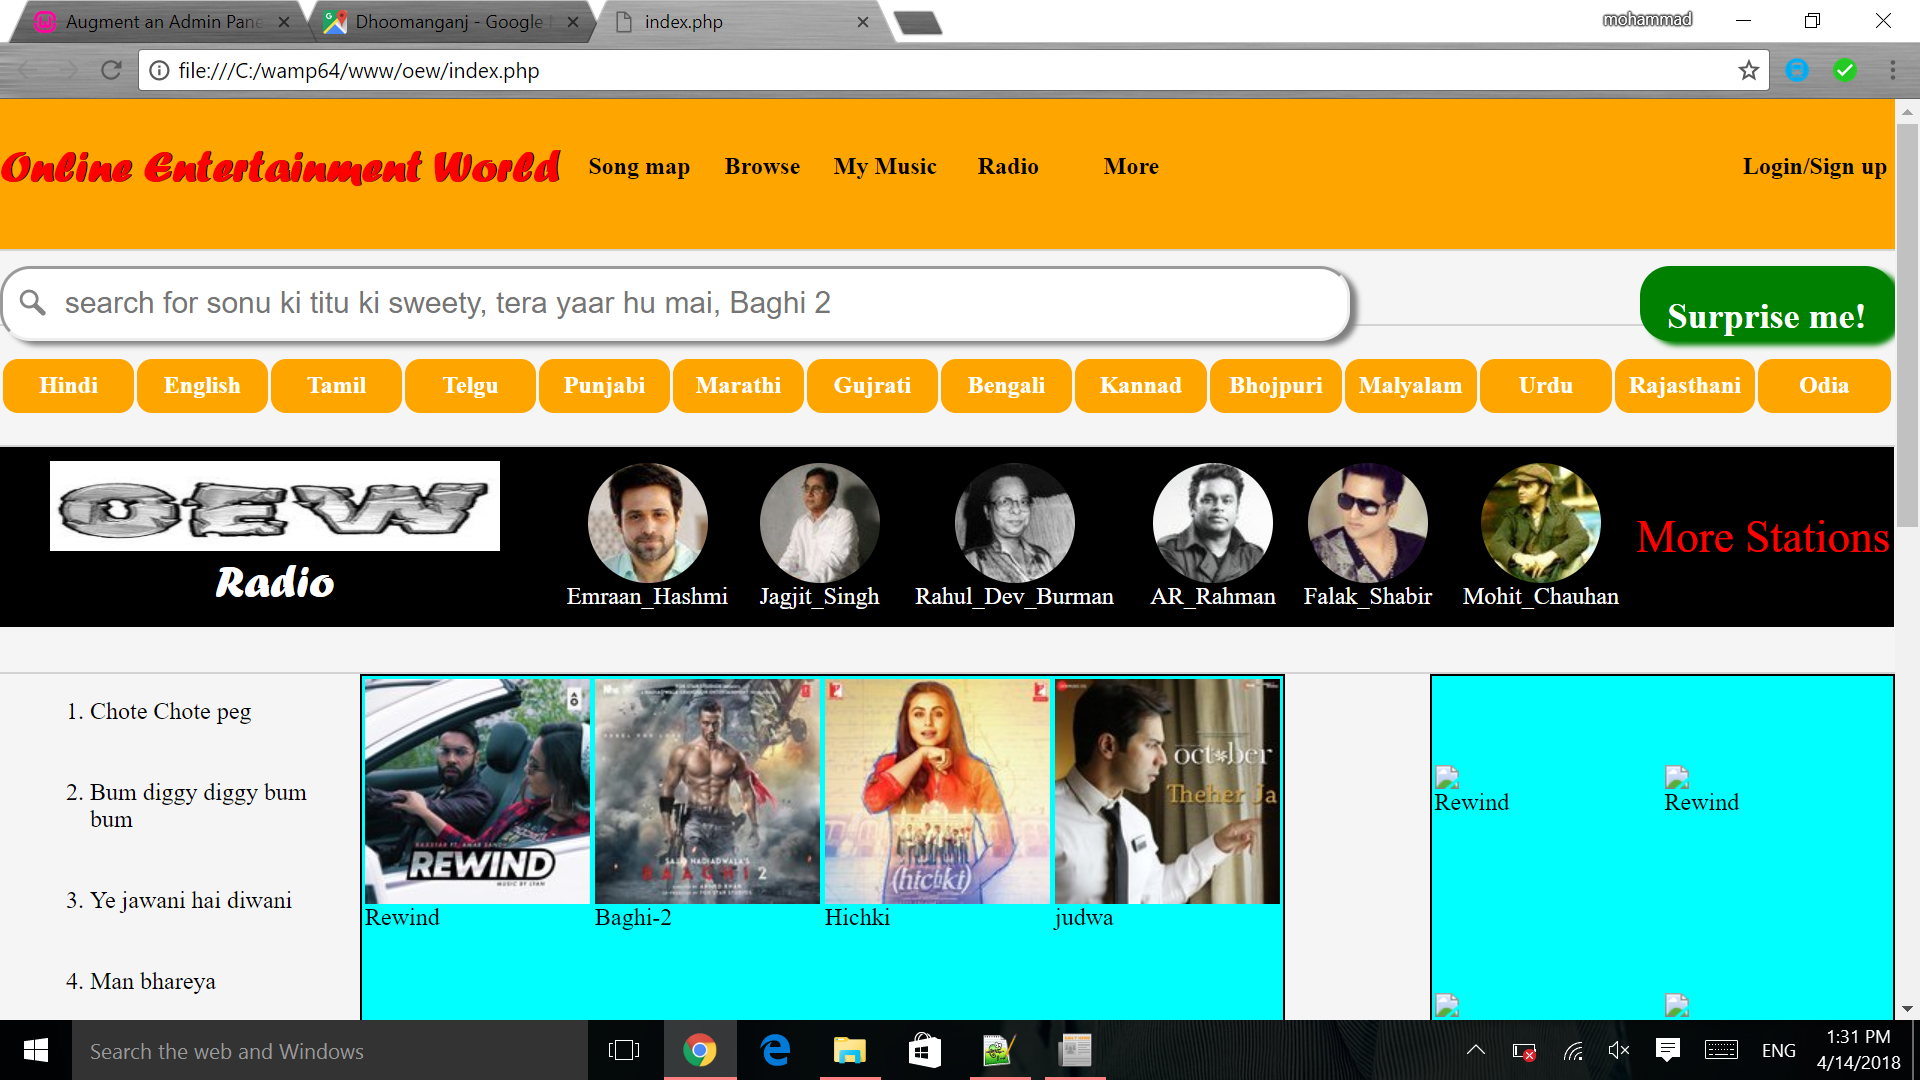 Augment an Admin Pane
Dhoomanganj - Google
index.php
mohammad
file:///C:/wamp64/www/oew/index.php
Online Entertainment World Song map Browse My Music Radio More Login/Sign up
search for sonu ki titu ki sweety, tera yaar hu mai, Baghi 2
Surprise me!
Hindi English Tamil Telgu Punjabi Marathi Gujrati Bengali Kannad Bhojpuri Malyalam Urdu Rajasthani Odia
OEW
Radio
Emraan_Hashmi Jagjit_Singh Rahul_Dev_Burman AR_Rahman Falak_Shabir Mohit_Chauhan
More Stations
1. Chote Chote peg
2. Bum diggy diggy bum
bum
3. Ye jawani hai diwani
4. Man bhareya
REWIND
MUSIC BY LYAN
Rewind
BAAGHI 2
Baghi-2
(hichki)
Hichki
october
Theher Ja
judwa
Rewind Rewind
Search the web and Windows
ENG
1:31 PM
4/14/2018